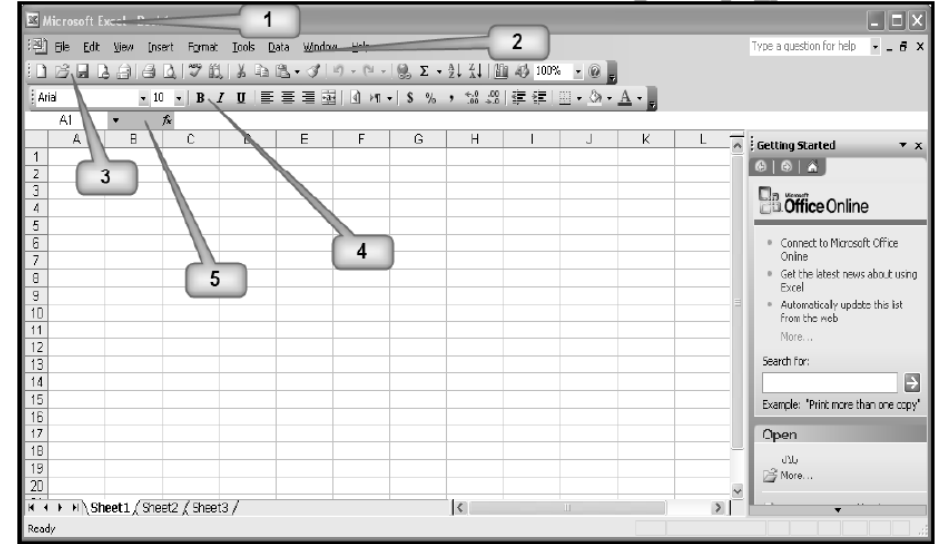 Microsoft Excel - 
1
File Edit View Insert Format Tools Data Window Help
2
Type a question for help
100%
Arial 10 B I U $ % ,
A1 fx
A B C D E F G H I J K L
3
4
5
1
2
3
4
5
6
7
8
9
10
11
12
13
14
15
16
17
18
19
20
Sheet1 Sheet2 Sheet3
Ready
Getting Started
Microsoft
Office Online
Connect to Microsoft Office
Online
Get the latest news about using
Excel
Automatically update this list
from the web
More...
Search for:
Example: "Print more than one copy"
Open
More...